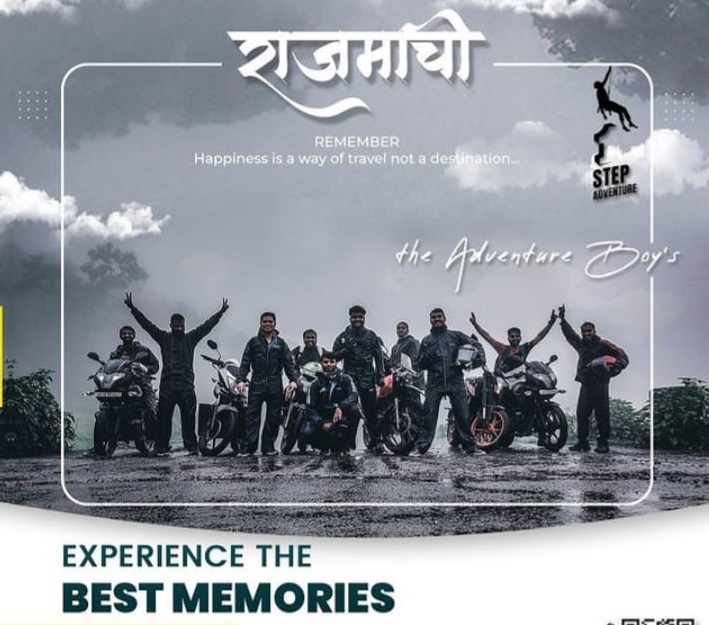 राजमाची
REMEMBER
Happiness is a way of travel not a destination...
STEP
ADVENTURE
the Adventure Boy's
EXPERIENCE THE
BEST MEMORIES